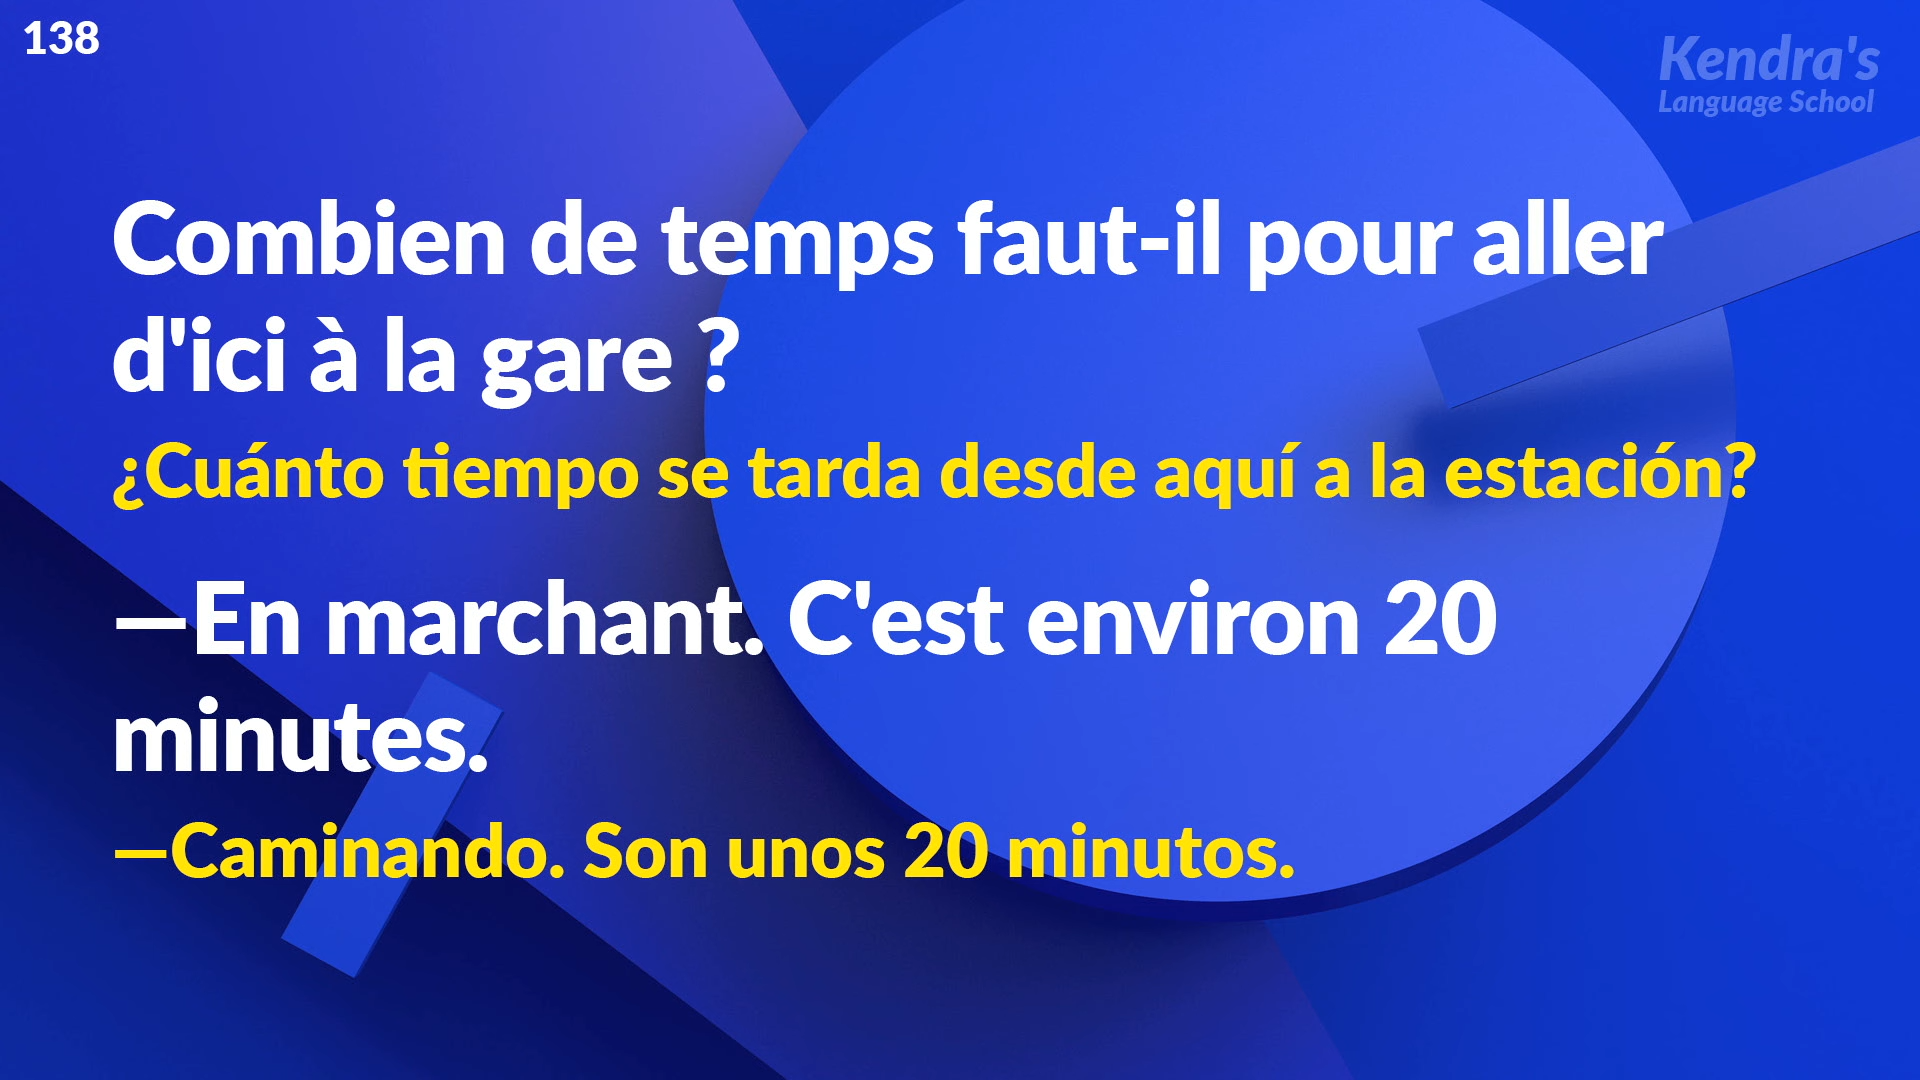 138
Kendra's
Language School
Combien de temps faut-il pour aller
d'ici à la gare ?
¿Cuánto tiempo se tarda desde aquí a la estación?
—En marchant. C'est environ 20
minutes.
—Caminando. Son unos 20 minutos.